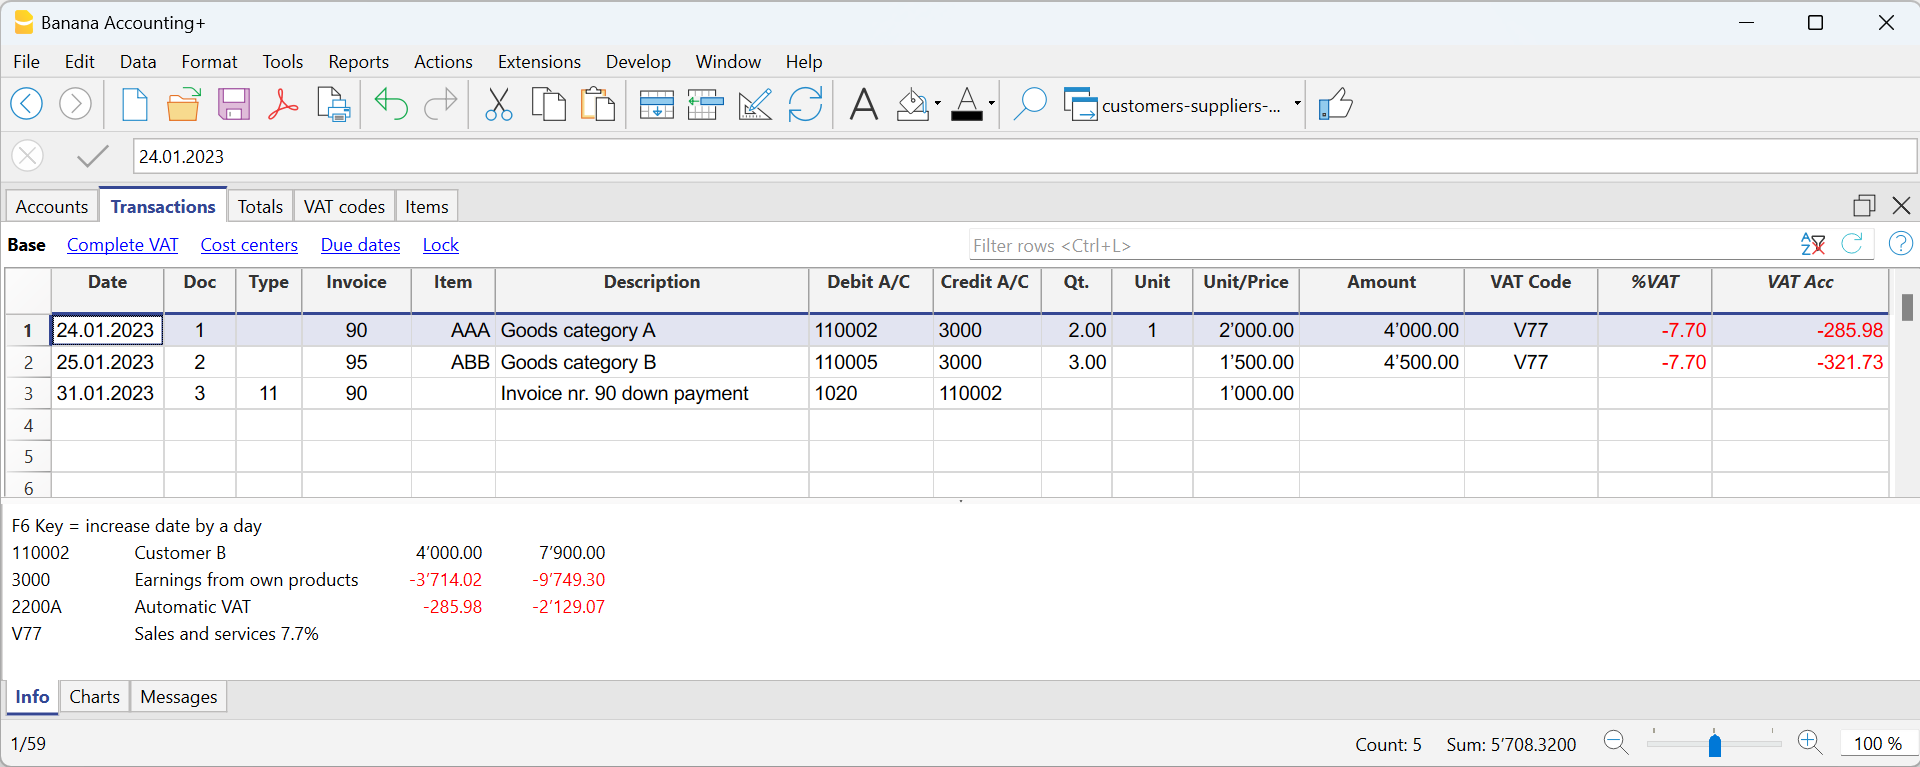 Banana Accounting+
File Edit Data Format Tools Reports Actions Extensions Develop Window Help
customers-suppliers-...
24.01.2023
Accounts Transactions Totals VAT codes Items
Base Complete VAT Cost centers Due dates Lock Filter rows <Ctrl+L>
Date Doc Type Invoice Item Description Debit A/C Credit A/C Qt. Unit Unit/Price Amount VAT Code %VAT VAT Acc
1 24.01.2023 1 90 AAA Goods category A 110002 3000 2.00 1 2’000.00 4’000.00 V77 -7.70 -285.98
2 25.01.2023 2 95 ABB Goods category B 110005 3000 3.00 1’500.00 4’500.00 V77 -7.70 -321.73
3 31.01.2023 3 11 90 Invoice nr. 90 down payment 1020 110002 1’000.00
4
5
6
F6 Key = increase date by a day
110002 Customer B 4’000.00 7’900.00
3000 Earnings from own products -3’714.02 -9’749.30
2200A Automatic VAT -285.98 -2’129.07
V77 Sales and services 7.7%
Info Charts Messages
1/59 Count: 5 Sum: 5’708.3200 100 %